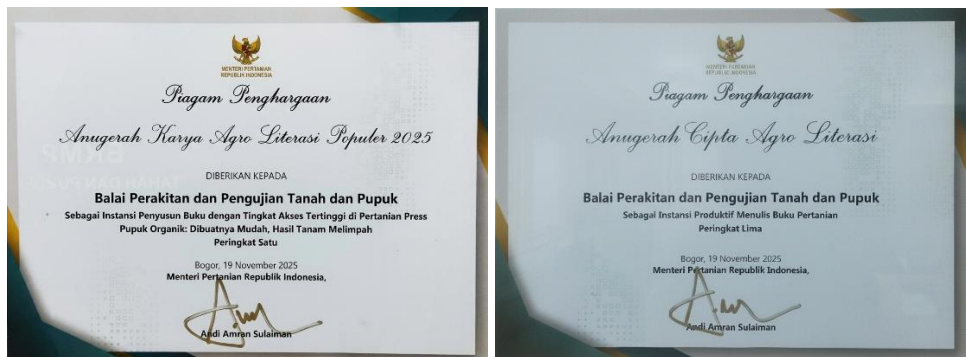 MENTERI PERTANIAN
REPUBLIK INDONESIA
Piagam Penghargaan
Anugerah Karya Agro Literasi Populer 2025
DIBERIKAN KEPADA
Balai Perakitan dan Pengujian Tanah dan Pupuk
Sebagai Instansi Penyusun Buku dengan Tingkat Akses Tertinggi di Pertanian Press
Pupuk Organik: Dibuatnya Mudah, Hasil Tanam Melimpah
Peringkat Satu
Bogor, 19 November 2025
Menteri Pertanian Republik Indonesia,
Andi Amran Sulaiman
MENTERI PERTANIAN
REPUBLIK INDONESIA
Piagam Penghargaan
Anugerah Cipta Agro Literasi
DIBERIKAN KEPADA
Balai Perakitan dan Pengujian Tanah dan Pupuk
Sebagai Instansi Produktif Menulis Buku Pertanian
Peringkat Lima
Bogor, 19 November 2025
Menteri Pertanian Republik Indonesia,
Andi Amran Sulaiman